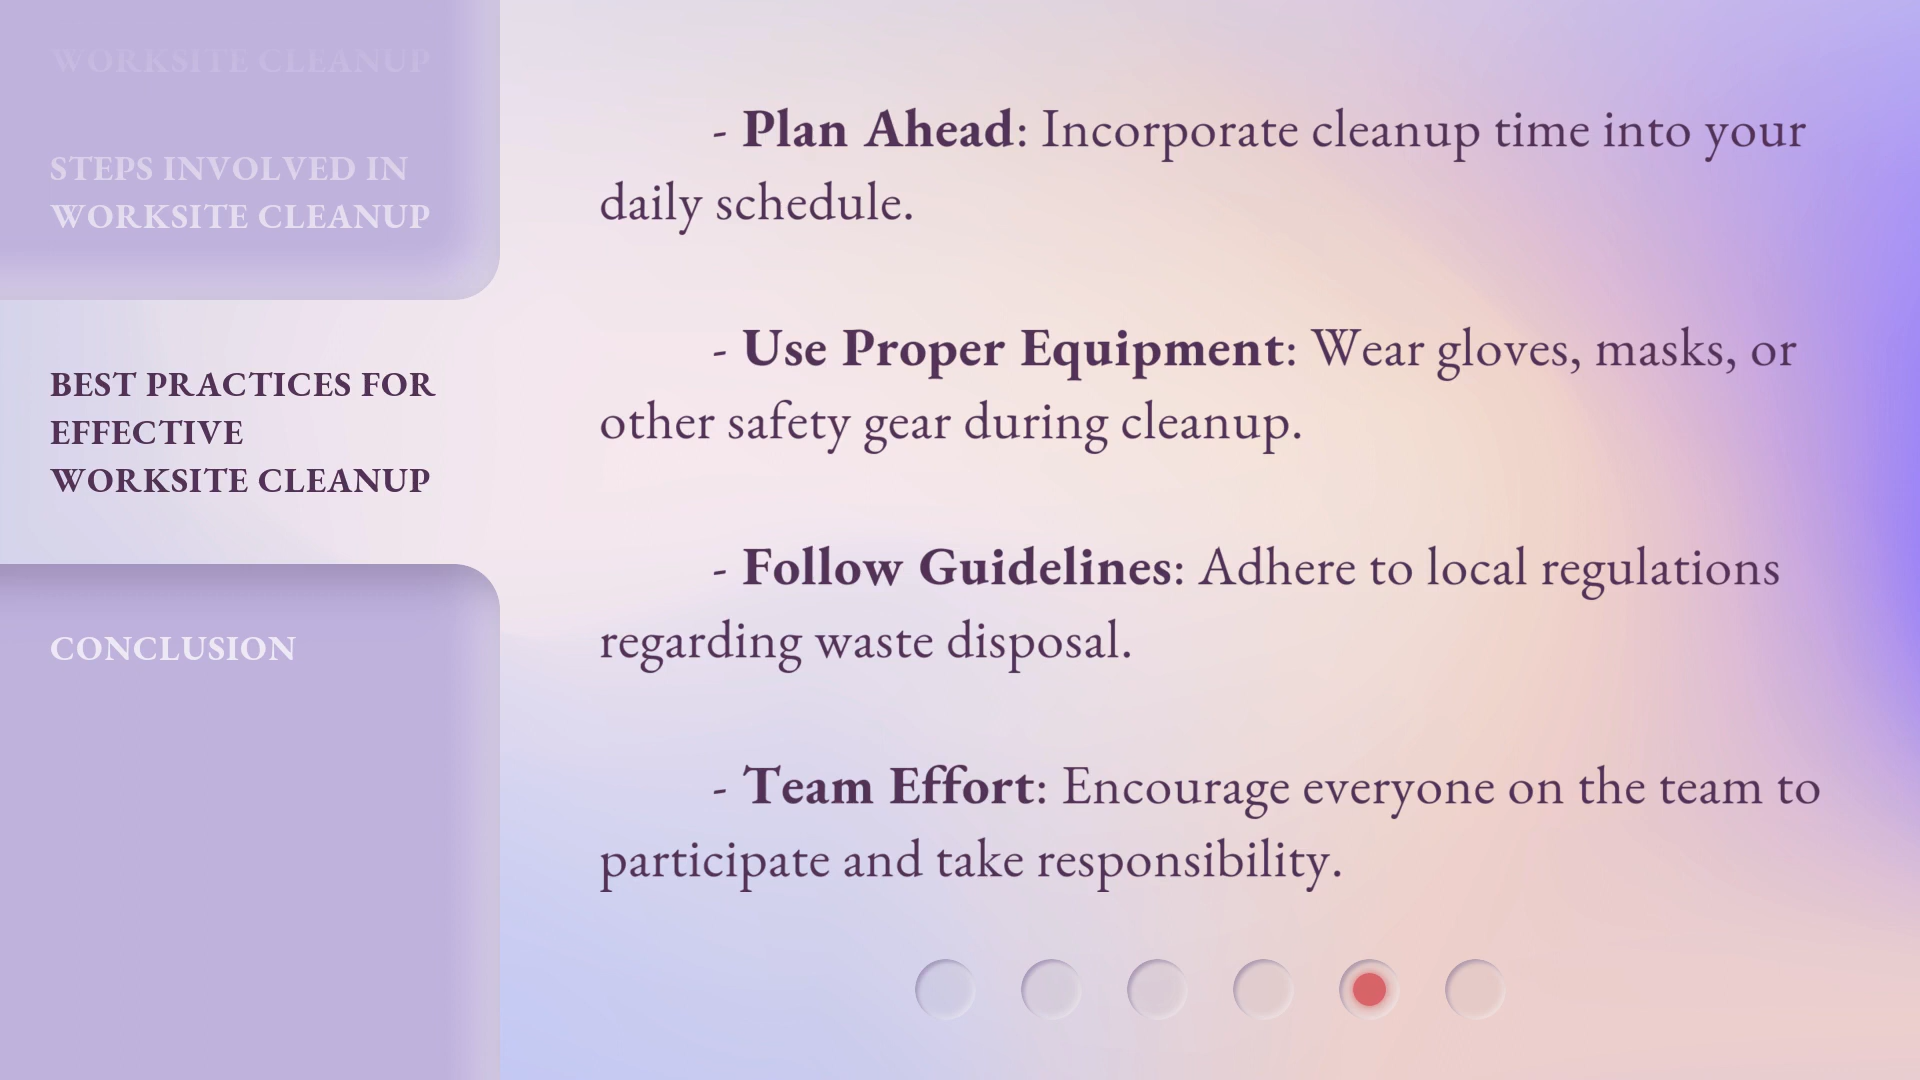 WORKSITE CLEANUP
STEPS INVOLVED IN
WORKSITE CLEANUP
BEST PRACTICES FOR
EFFECTIVE
WORKSITE CLEANUP
CONCLUSION
- Plan Ahead: Incorporate cleanup time into your
daily schedule.
- Use Proper Equipment: Wear gloves, masks, or
other safety gear during cleanup.
- Follow Guidelines: Adhere to local regulations
regarding waste disposal.
- Team Effort: Encourage everyone on the team to
participate and take responsibility.